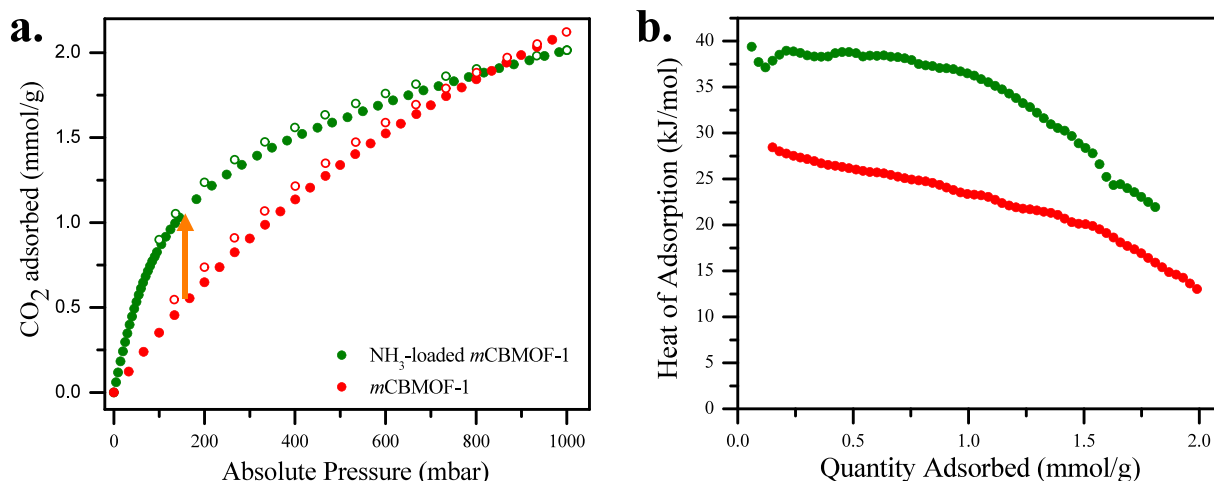 a.
CO2 adsorbed (mmol/g)
2.0
1.5
1.0
0.5
0.0
NH3-loaded mCBMOF-1
mCBMOF-1
0 200 400 600 800 1000
Absolute Pressure (mbar)
b.
Heat of Adsorption (kJ/mol)
40
35
30
25
20
15
10
5
0
0.0 0.5 1.0 1.5 2.0
Quantity Adsorbed (mmol/g)